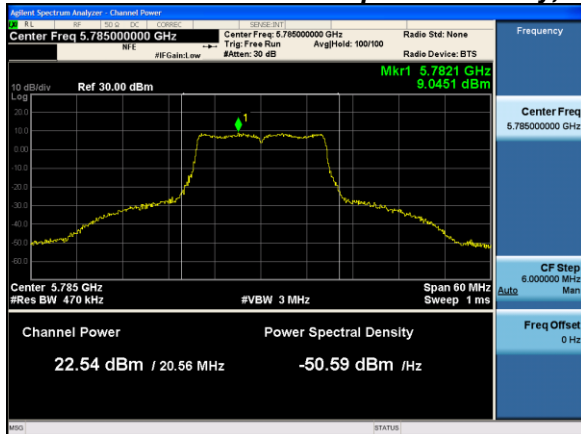 Agilent Spectrum Analyzer - Channel Power
RL RF 50 Ω DC CORREC SENSE:INT
Center Freq 5.785000000 GHz
NFE
#IFGain:Low
Center Freq: 5.785000000 GHz
Trig: Free Run Avg|Hold: 100/100
#Atten: 30 dB
Radio Std: None
Radio Device: BTS
Mkr1 5.7821 GHz
9.0451 dBm
10 dB/div Ref 30.00 dBm
Log
20.0
10.0
0.00
-10.0
-20.0
-30.0
-40.0
-50.0
-60.0
1
Center 5.785 GHz Span 60 MHz
#Res BW 470 kHz #VBW 3 MHz Sweep 1 ms
Channel Power Power Spectral Density
22.54 dBm / 20.56 MHz -50.59 dBm /Hz
MSG STATUS
Frequency
Center Freq
5.785000000 GHz
CF Step
6.000000 MHz
Auto Man
Freq Offset
0 Hz